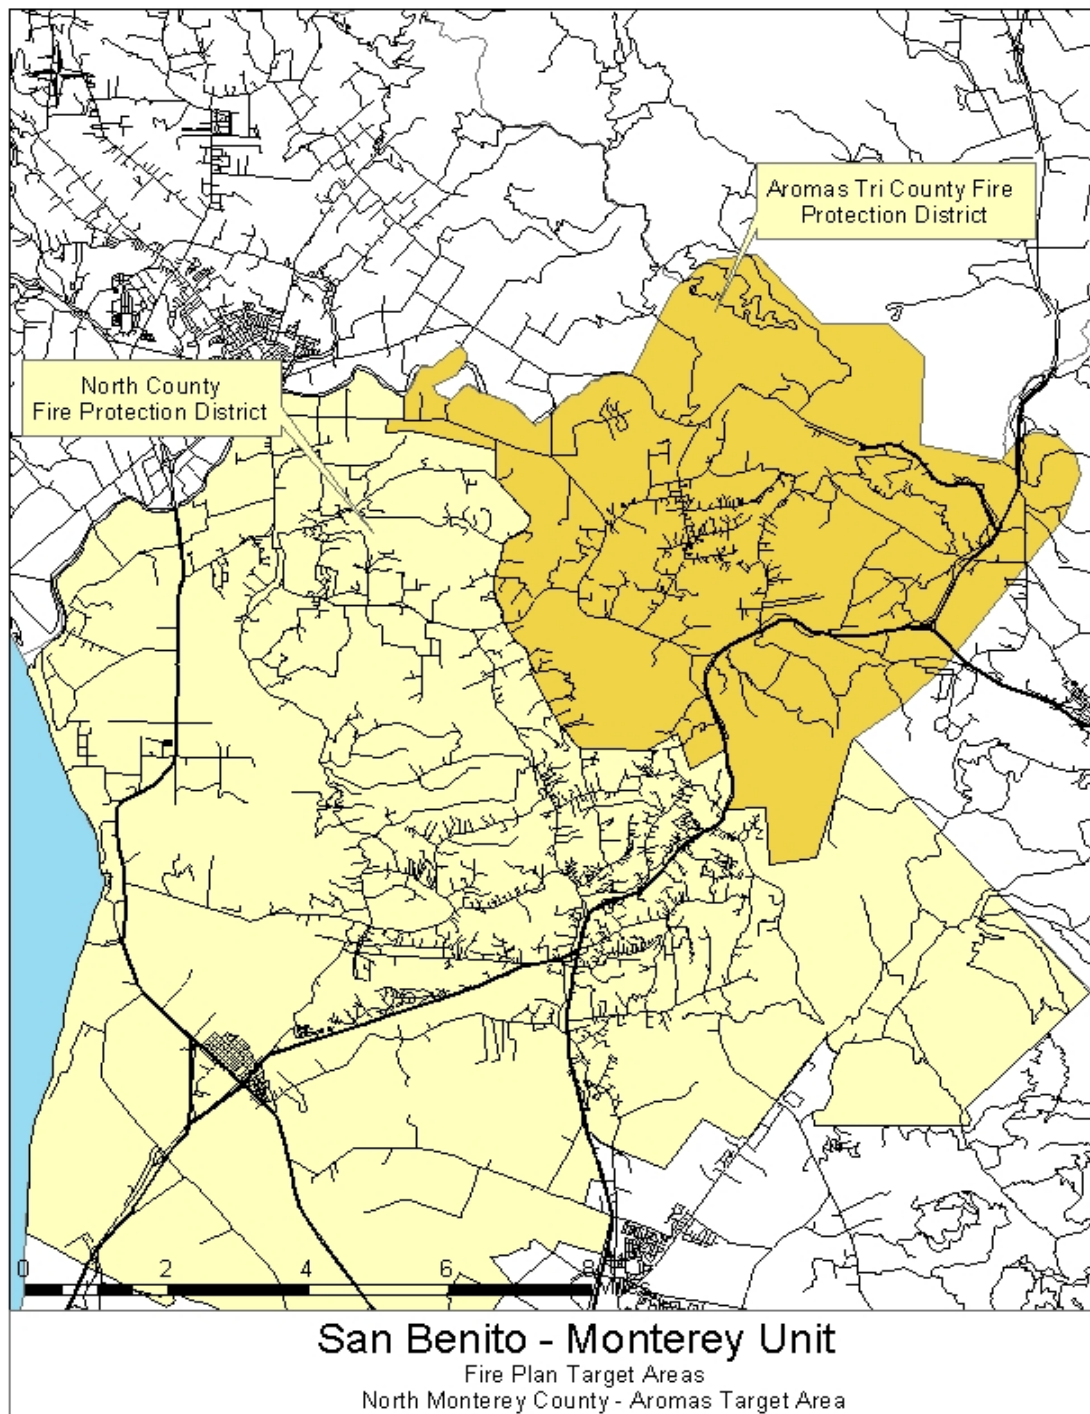 Aromas Tri County Fire
Protection District
North County
Fire Protection District
0 2 4 6 8 Miles
San Benito - Monterey Unit
Fire Plan Target Areas
North Monterey County - Aromas Target Area